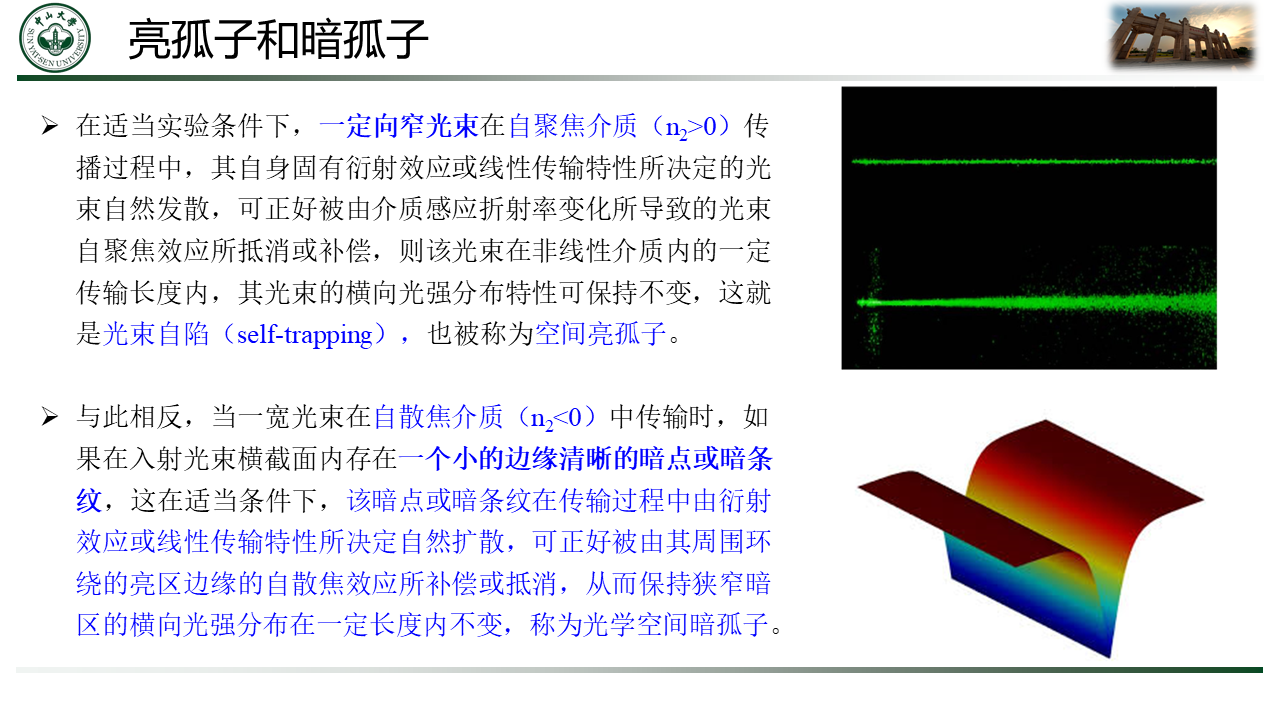 中山大学
SUN YAT-SEN UNIVERSITY
亮孤子和暗孤子
➢ 在适当实验条件下，一定向窄光束在自聚焦介质（n₂>0）传
播过程中，其自身固有衍射效应或线性传输特性所决定的光
束自然发散，可正好被由介质感应折射率变化所导致的光束
自聚焦效应所抵消或补偿，则该光束在非线性介质内的一定
传输长度内，其光束的横向光强分布特性可保持不变，这就
是光束自陷（self-trapping），也被称为空间亮孤子。
➢ 与此相反，当一宽光束在自散焦介质（n₂<0）中传输时，如
果在入射光束横截面内存在一个小的边缘清晰的暗点或暗条
纹，这在适当条件下，该暗点或暗条纹在传输过程中由衍射
效应或线性传输特性所决定自然扩散，可正好被由其周围环
绕的亮区边缘的自散焦效应所补偿或抵消，从而保持狭窄暗
区的横向光强分布在一定长度内不变，称为光学空间暗孤子。